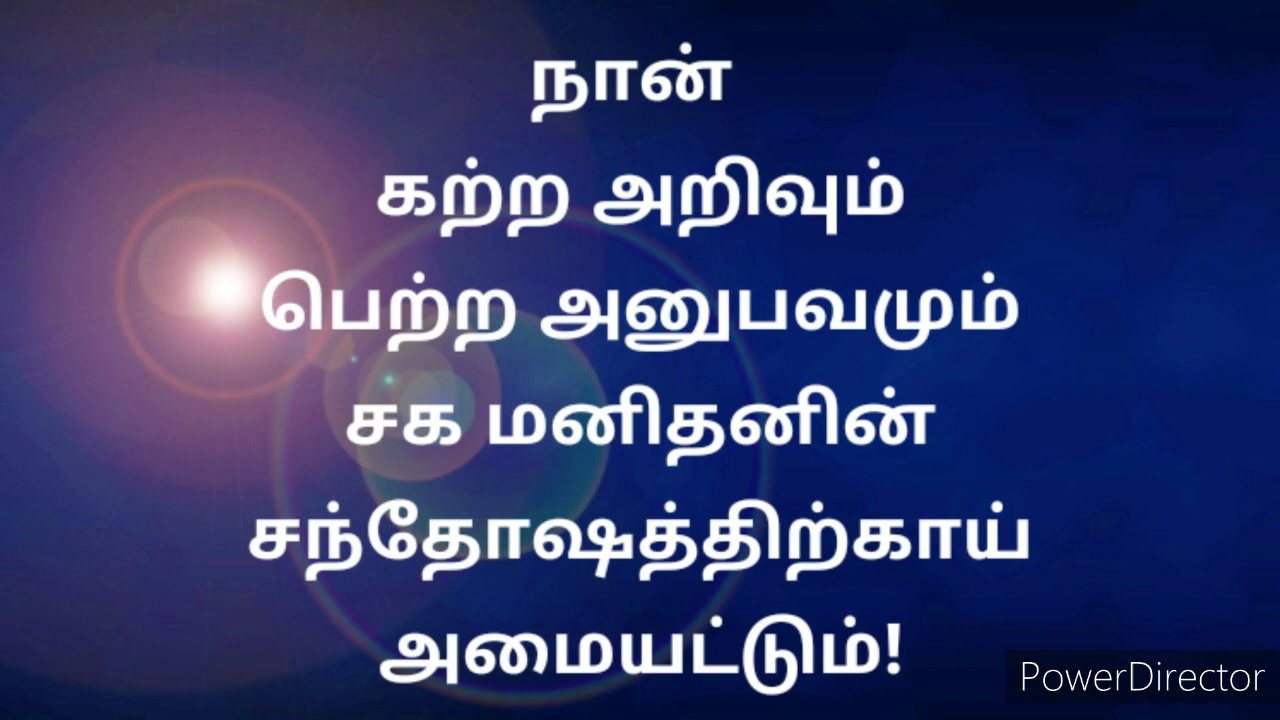 நான்
கற்ற அறிவும்
பெற்ற அனுபவமும்
சக மனிதனின்
சந்தோஷத்திற்காய்
அமையட்டும்!
PowerDirector